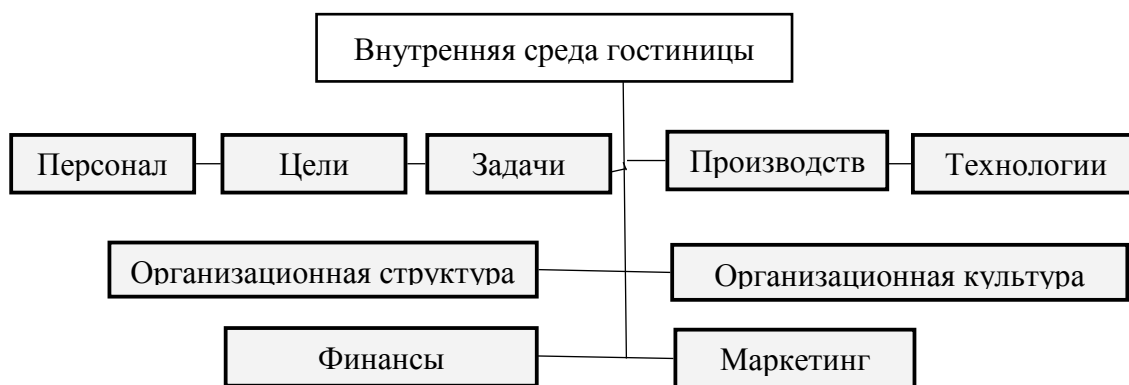 Внутренняя среда гостиницы
Персонал Цели Задачи Производств Технологии
Организационная структура Организационная культура
Финансы Маркетинг